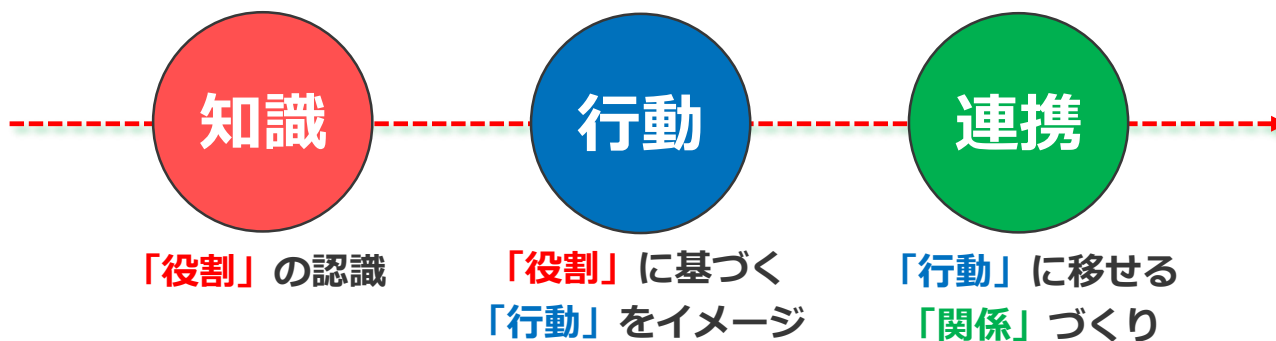 知識
行動
連携
「役割」の認識
「役割」に基づく
「行動」をイメージ
「行動」に移せる
「関係」づくり